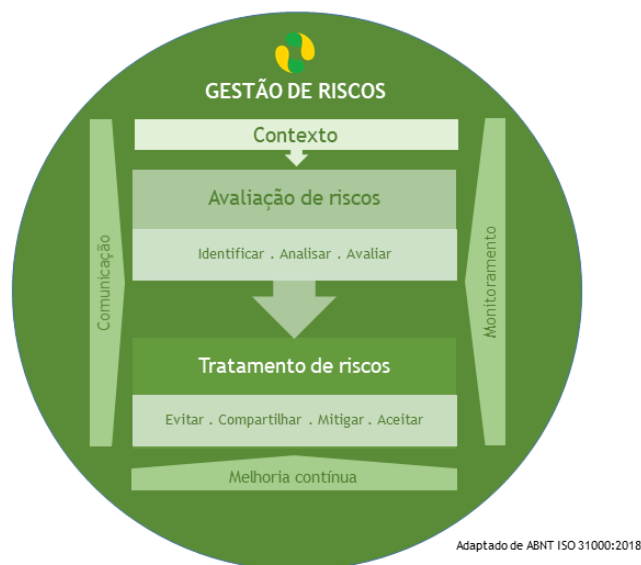 GESTÃO DE RISCOS
Contexto
Avaliação de riscos
Identificar . Analisar . Avaliar
Comunicação
Monitoramento
Tratamento de riscos
Evitar . Compartilhar . Mitigar . Aceitar
Melhoria contínua
Adaptado de ABNT ISO 31000:2018